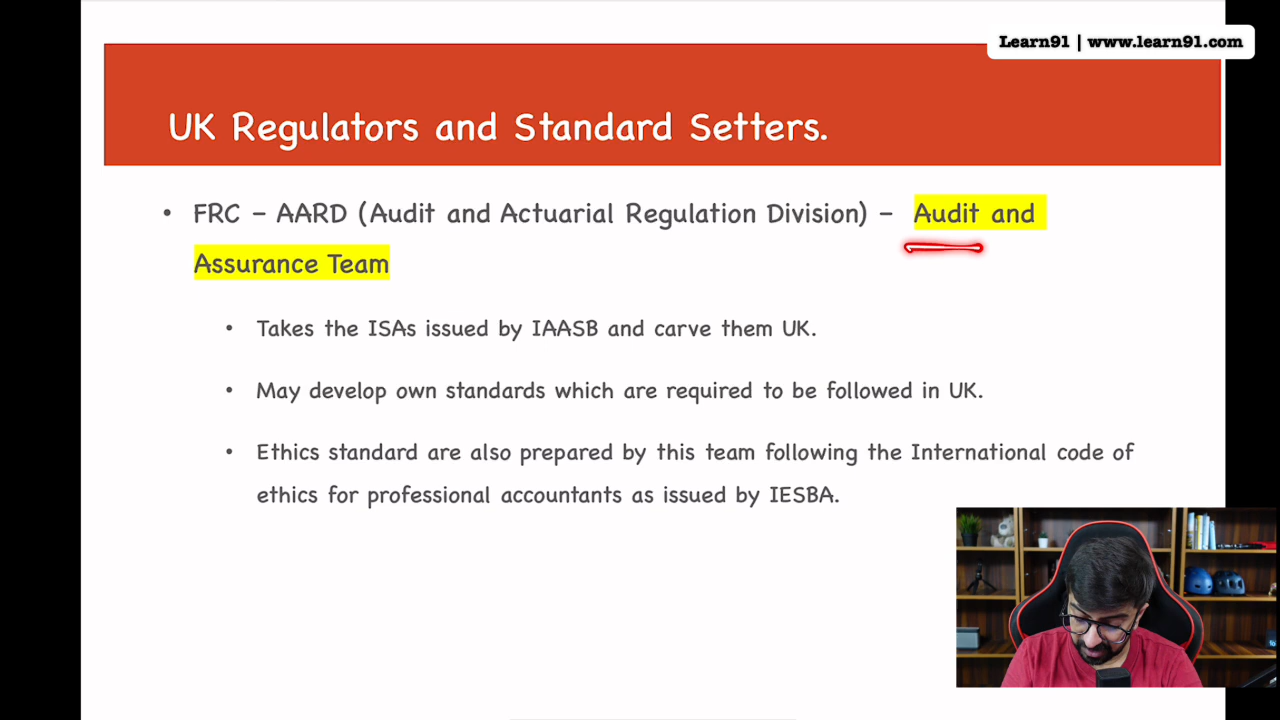 Learn91 | www.learn91.com
UK Regulators and Standard Setters.
• FRC – AARD (Audit and Actuarial Regulation Division) – Audit and
Assurance Team
• Takes the ISAs issued by IAASB and carve them UK.
• May develop own standards which are required to be followed in UK.
• Ethics standard are also prepared by this team following the International code of
ethics for professional accountants as issued by IESBA.